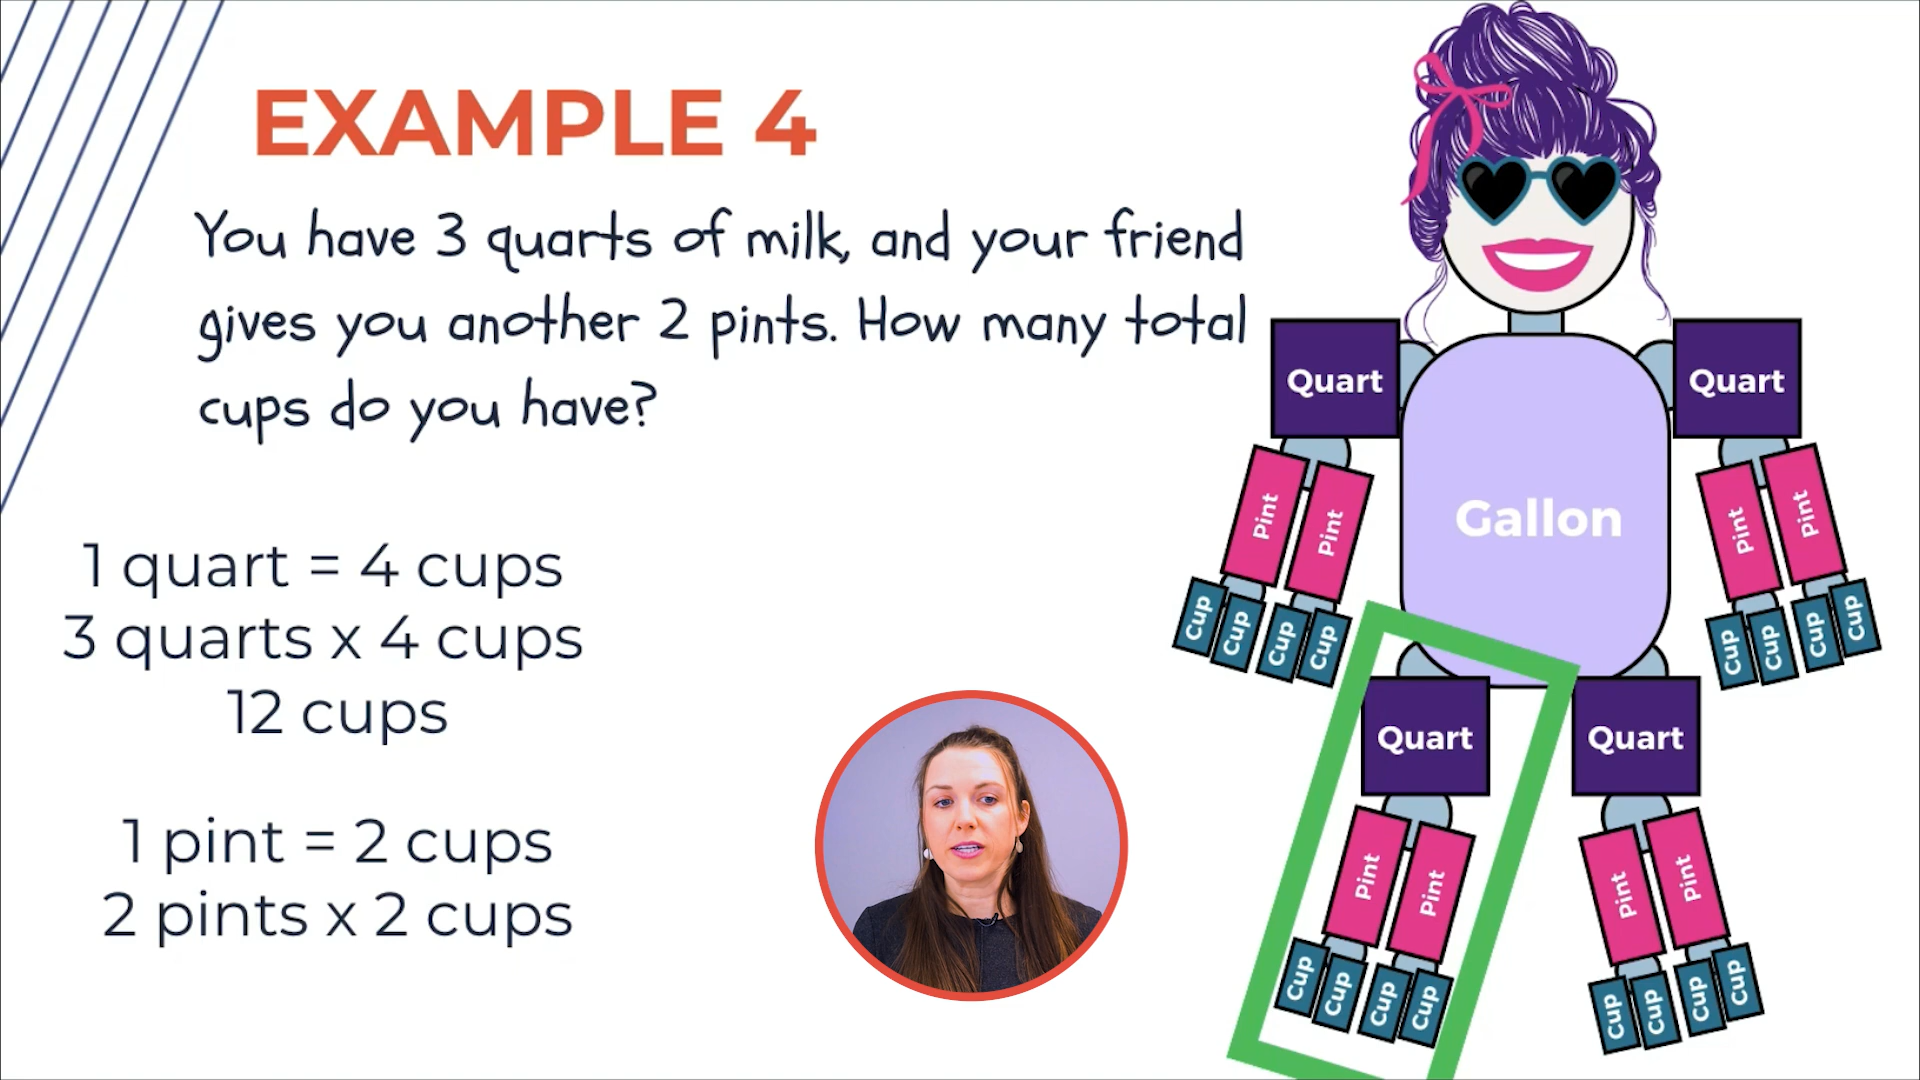 EXAMPLE 4
You have 3 quarts of milk, and your friend
gives you another 2 pints. How many total
cups do you have?
1 quart = 4 cups
3 quarts x 4 cups
12 cups
1 pint = 2 cups
2 pints x 2 cups
Quart
Quart
Gallon
Pint
Pint
Pint
Pint
Cup
Cup
Cup
Cup
Cup
Cup
Cup
Cup
Quart
Quart
Pint
Pint
Pint
Pint
Cup
Cup
Cup
Cup
Cup
Cup
Cup
Cup